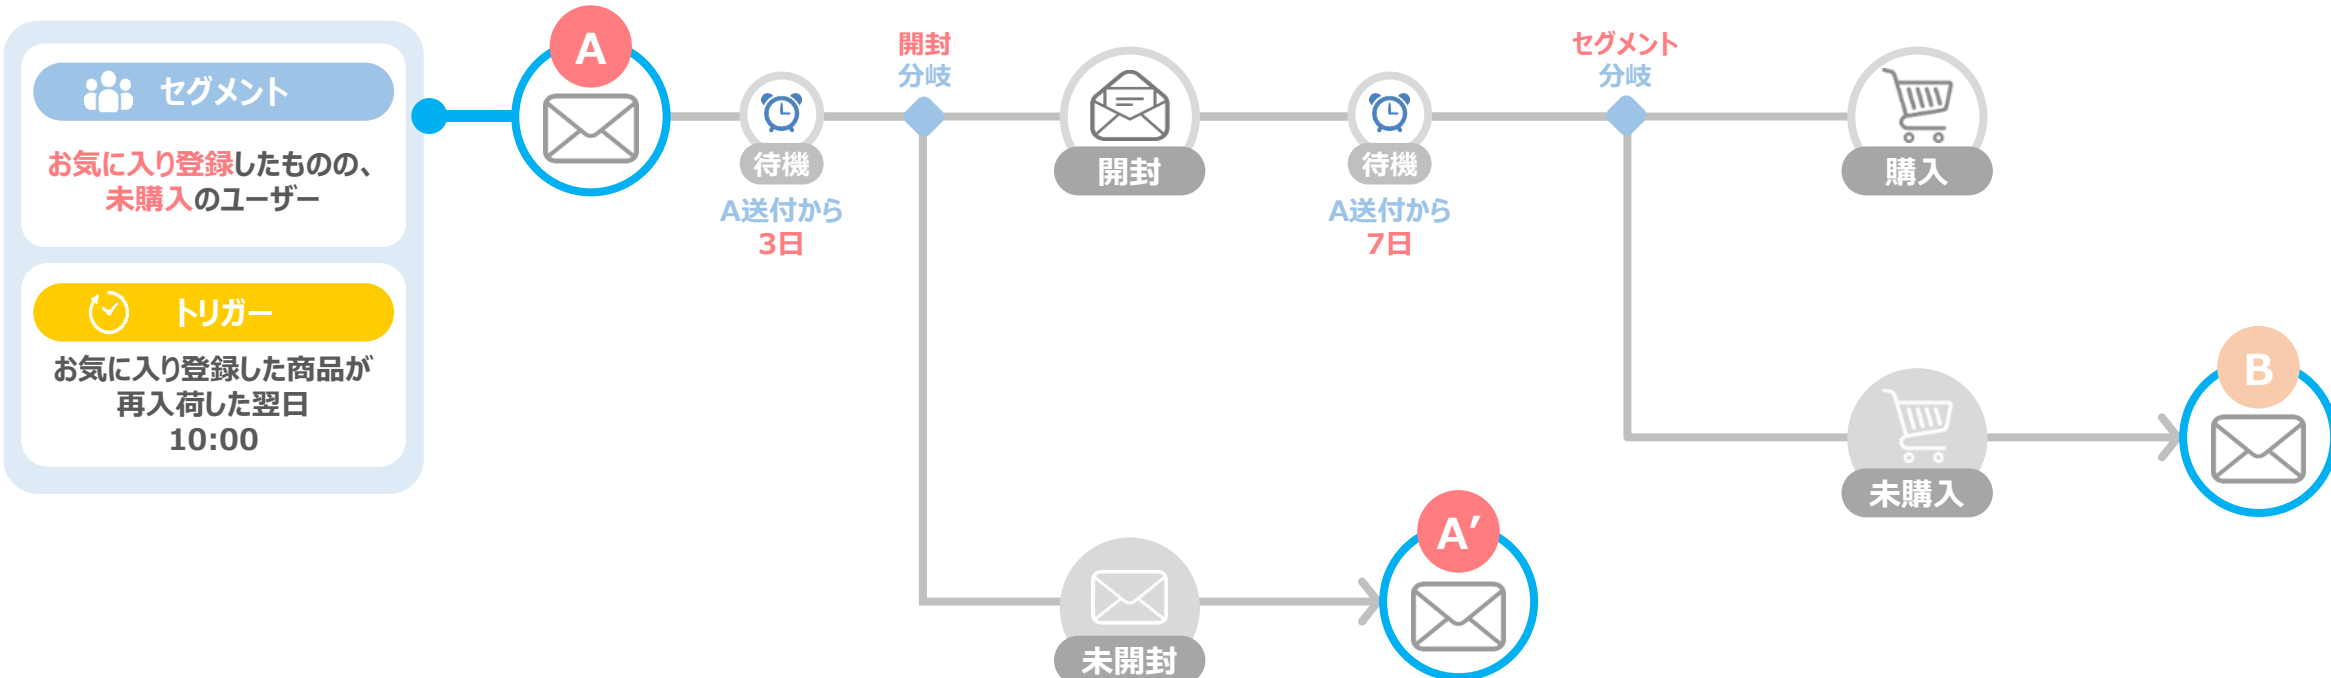 セグメント
お気に入り登録したものの、
未購入のユーザー
トリガー
お気に入り登録した商品が
再入荷した翌日
10:00
A
待機
A送付から
3日
開封
分岐
開封
未開封
A′
待機
A送付から
7日
セグメント
分岐
購入
未購入
B